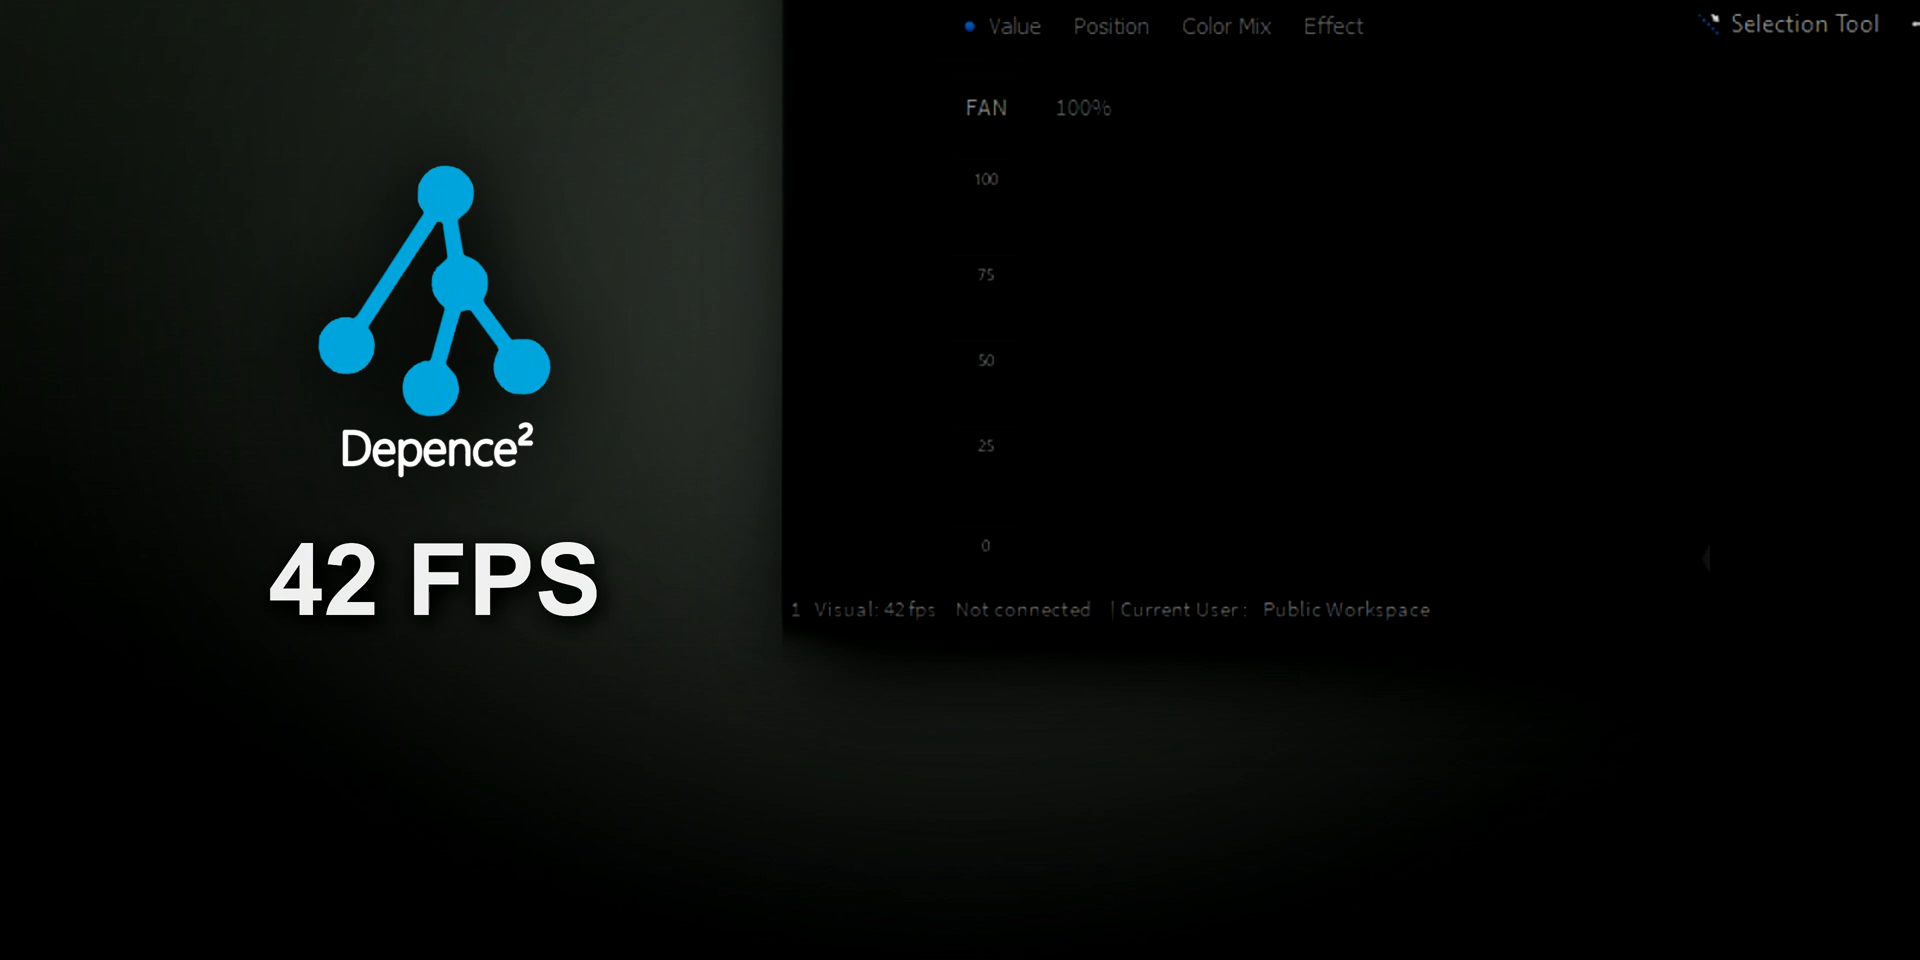 Value Position Color Mix Effect
Selection Tool
FAN 100%
100
75
50
25
0
Depence²
42 FPS
1 Visual: 42 fps Not connected | Current User : Public Workspace